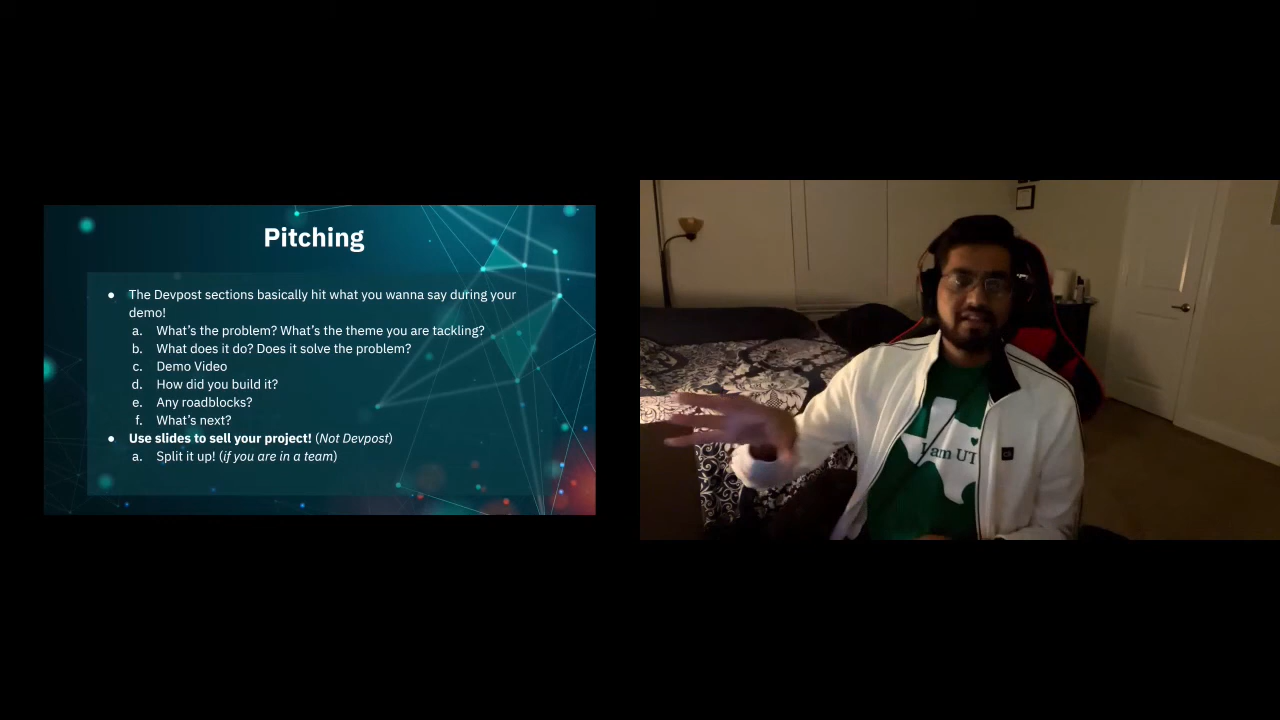 Pitching
● The Devpost sections basically hit what you wanna say during your
demo!
a. What's the problem? What's the theme you are tackling?
b. What does it do? Does it solve the problem?
c. Demo Video
d. How did you build it?
e. Any roadblocks?
f. What's next?
● Use slides to sell your project! (Not Devpost)
a. Split it up! (if you are in a team)
I am UT